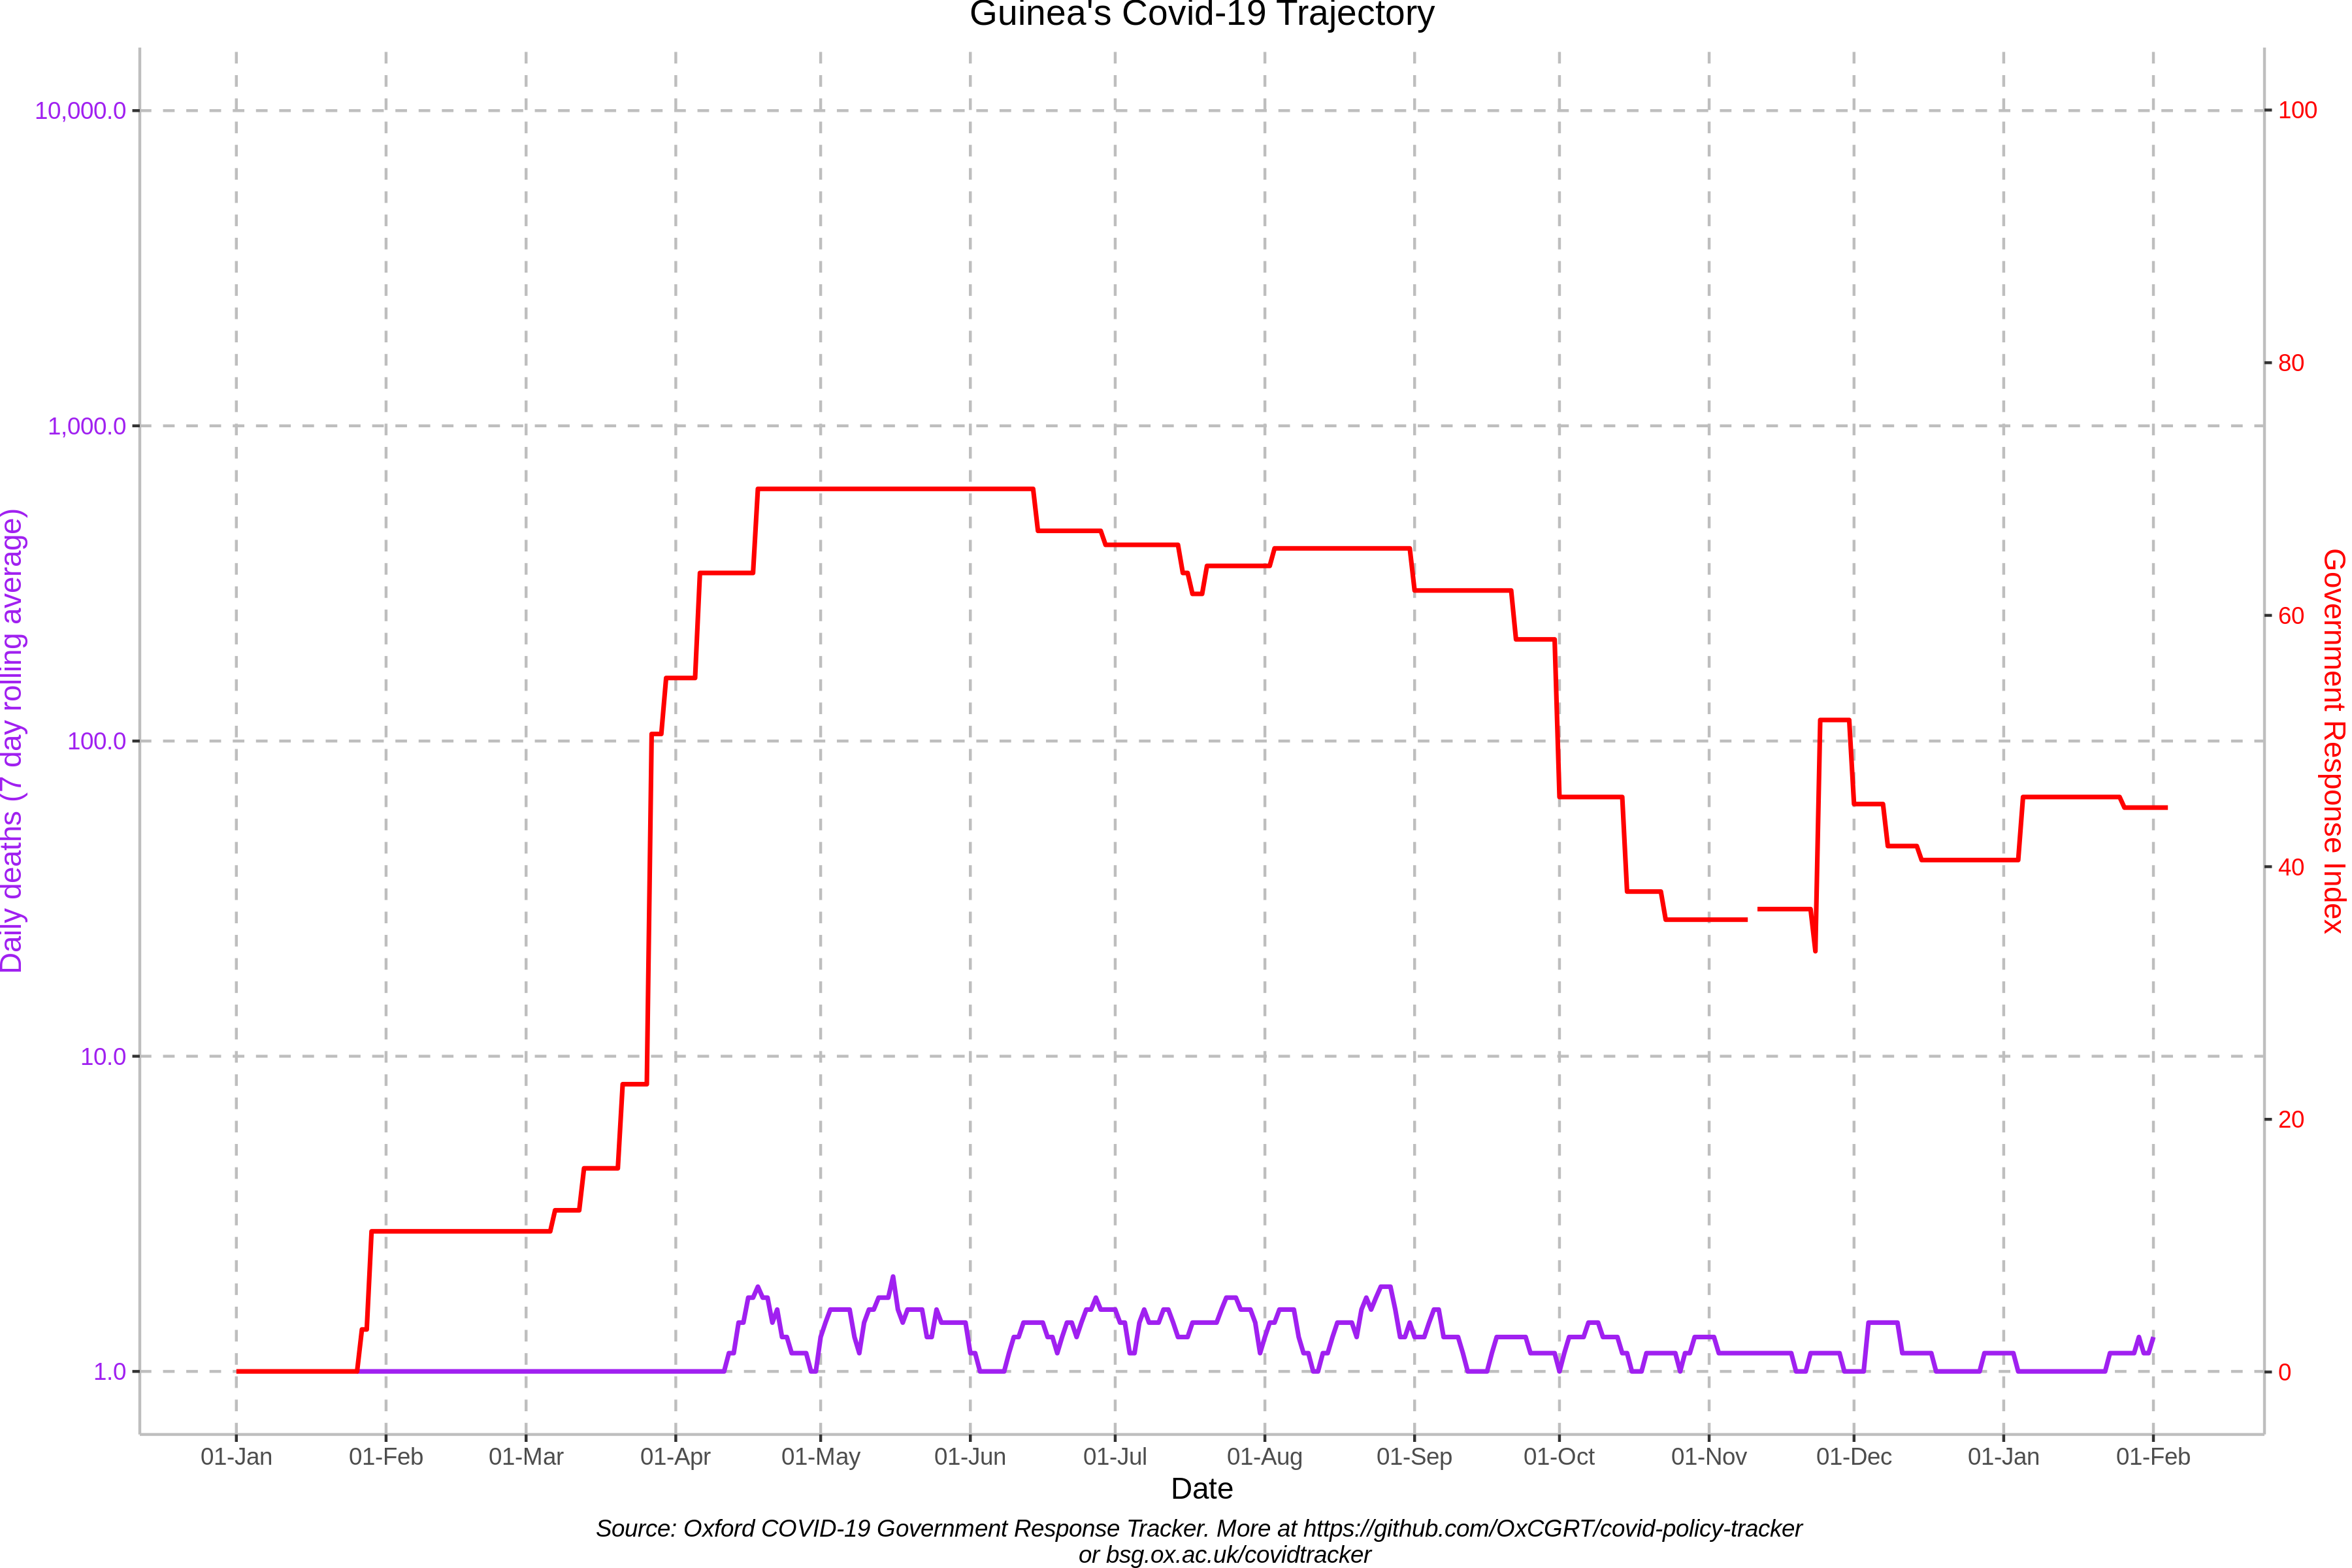 Guinea's Covid-19 Trajectory
Daily deaths (7 day rolling average)
10,000.0
1,000.0
100.0
10.0
1.0
100
80
60
40
20
0
Government Response Index
01-Jan 01-Feb 01-Mar 01-Apr 01-May 01-Jun 01-Jul 01-Aug 01-Sep 01-Oct 01-Nov 01-Dec 01-Jan 01-Feb
Date
Source: Oxford COVID-19 Government Response Tracker. More at https://github.com/OxCGRT/covid-policy-tracker
or bsg.ox.ac.uk/covidtracker